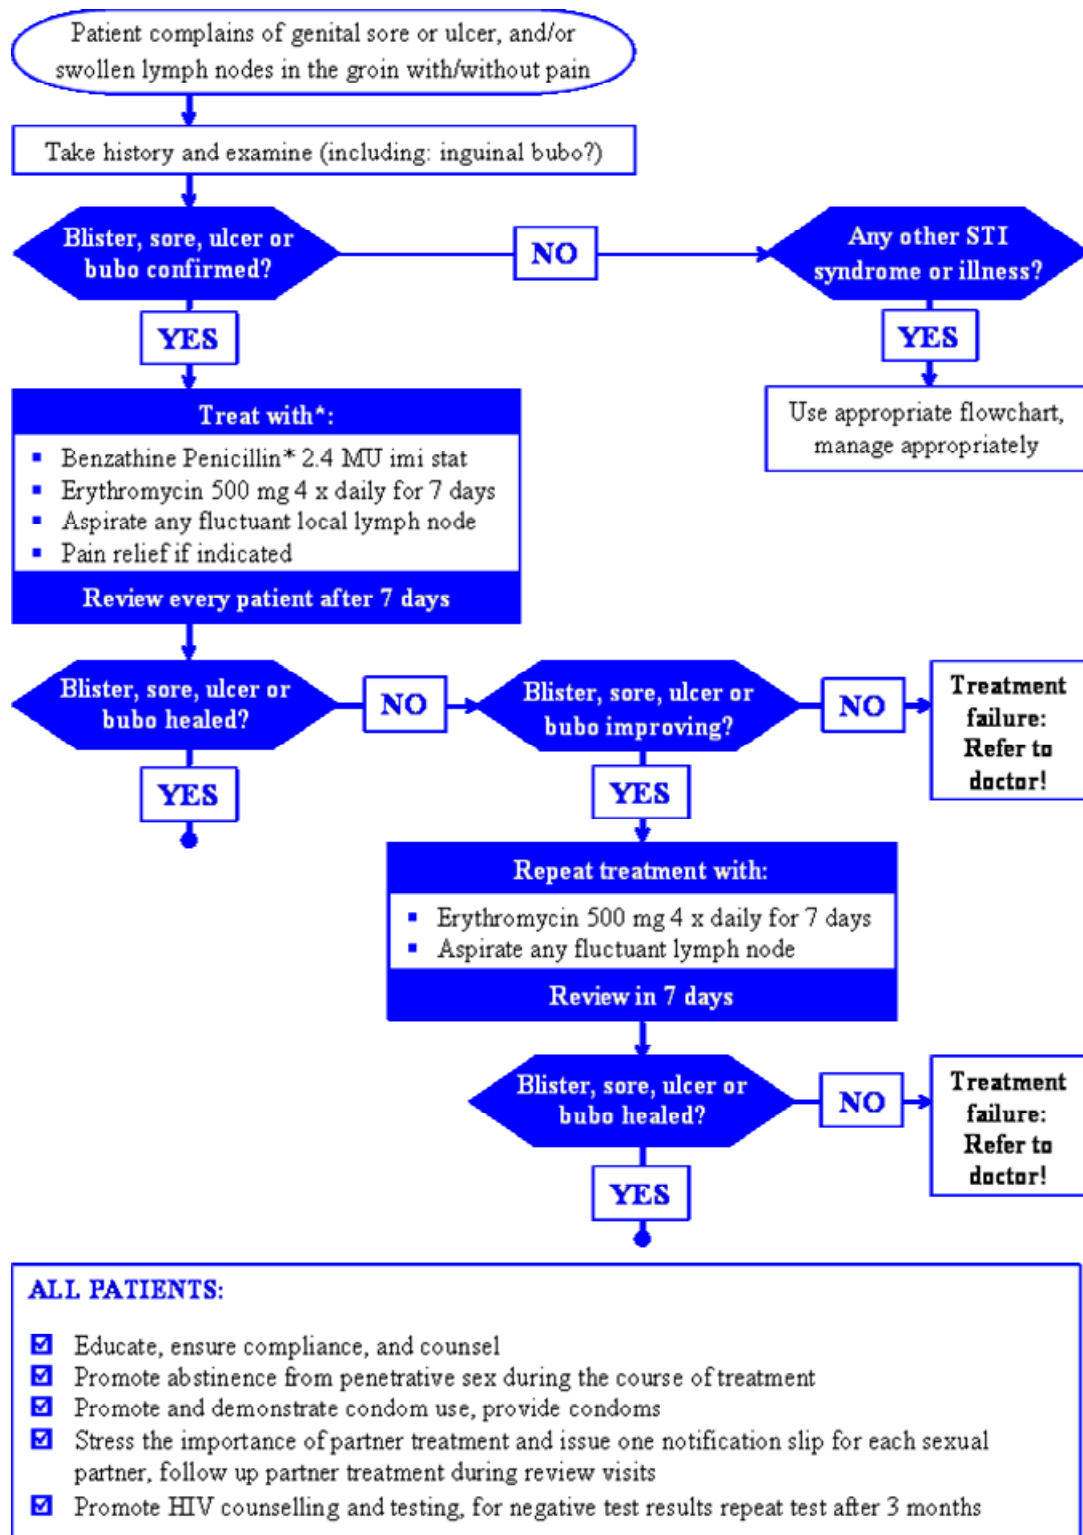 Patient complains of genital sore or ulcer, and/or
swollen lymph nodes in the groin with/without pain
Take history and examine (including: inguinal bubo?)
Blister, sore, ulcer or
bubo confirmed?
NO
Any other STI
syndrome or illness?
YES
YES
Use appropriate flowchart,
manage appropriately
Treat with*:
▪ Benzathine Penicillin* 2.4 MU imi stat
▪ Erythromycin 500 mg 4 x daily for 7 days
▪ Aspirate any fluctuant local lymph node
▪ Pain relief if indicated
Review every patient after 7 days
Blister, sore, ulcer or
bubo healed?
NO
Blister, sore, ulcer or
bubo improving?
NO
Treatment
failure:
Refer to
doctor!
YES
YES
Repeat treatment with:
▪ Erythromycin 500 mg 4 x daily for 7 days
▪ Aspirate any fluctuant lymph node
Review in 7 days
Blister, sore, ulcer or
bubo healed?
NO
Treatment
failure:
Refer to
doctor!
YES
ALL PATIENTS:
☑ Educate, ensure compliance, and counsel
☑ Promote abstinence from penetrative sex during the course of treatment
☑ Promote and demonstrate condom use, provide condoms
☑ Stress the importance of partner treatment and issue one notification slip for each sexual
partner, follow up partner treatment during review visits
☑ Promote HIV counselling and testing, for negative test results repeat test after 3 months